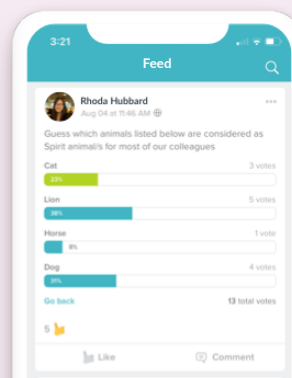 3:21
Feed
Rhoda Hubbard
Aug 04 at 11:46 AM
Guess which animals listed below are considered as
Spirit animal/s for most of our colleagues
Cat 3 votes
23%
Lion 5 votes
38%
Horse 1 vote
8%
Dog 4 votes
31%
Go back 13 total votes
5
Like Comment